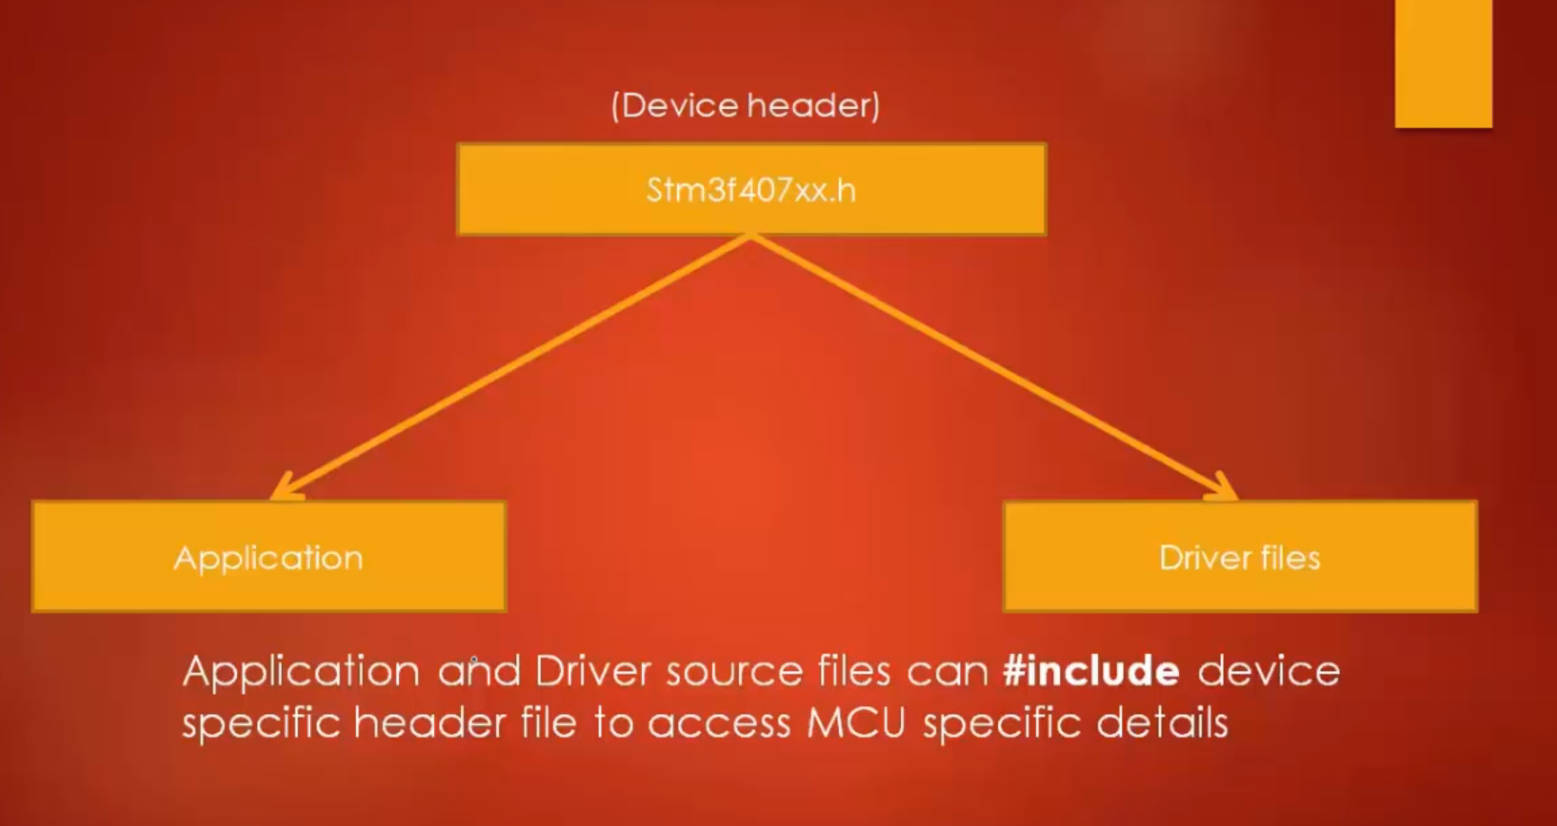 (Device header)
Stm3f407xx.h
Application
Driver files
Application and Driver source files can #include device
specific header file to access MCU specific details